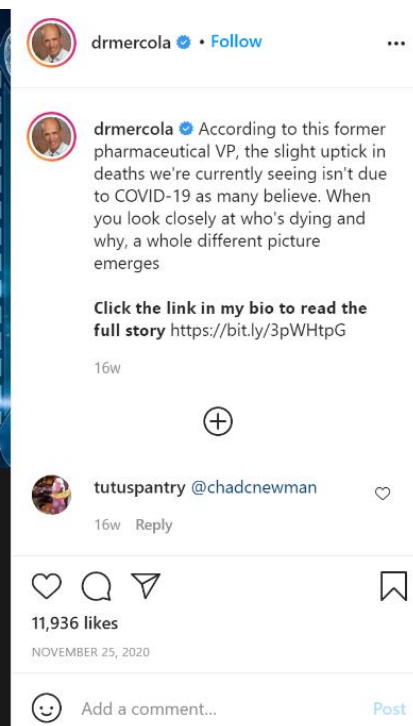 drmercola • Follow
drmercola According to this former
pharmaceutical VP, the slight uptick in
deaths we're currently seeing isn't due
to COVID-19 as many believe. When
you look closely at who's dying and
why, a whole different picture
emerges
Click the link in my bio to read the
full story https://bit.ly/3pWHtpG
16w
tutuspantry @chadcnewman
16w Reply
11,936 likes
NOVEMBER 25, 2020
Add a comment... Post